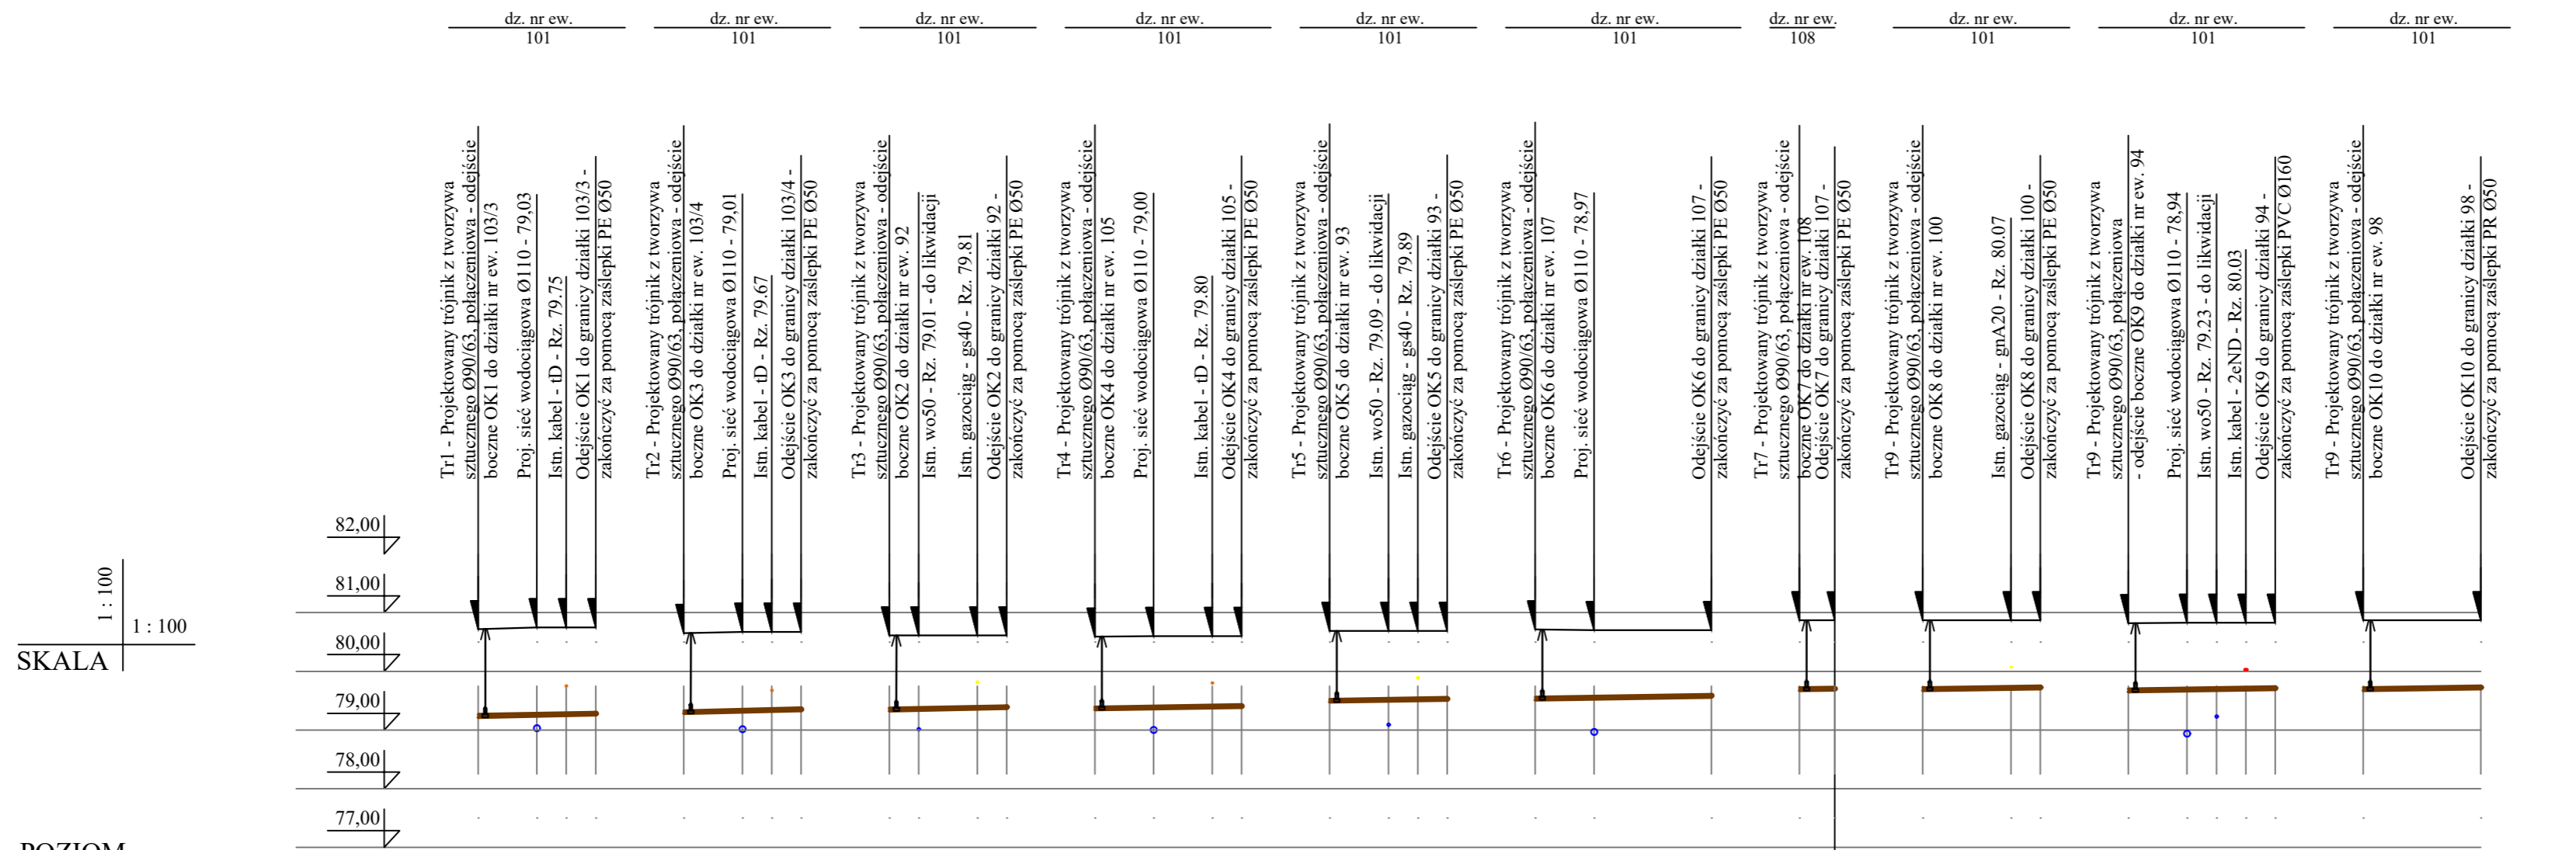 dz. nr ew.
101
dz. nr ew.
101
dz. nr ew.
101
dz. nr ew.
101
dz. nr ew.
101
dz. nr ew.
101
dz. nr ew.
108
dz. nr ew.
101
dz. nr ew.
101
dz. nr ew.
101
Tr1 - Projektowany trójnik z tworzywa
sztucznego Ø90/63, połączeniowa - odejście
boczne OK1 do działki nr ew. 103/3
Proj. sieć wodociągowa Ø110 - 79,03
Istn. kabel - tD - Rz. 79.75
Odejście OK1 do granicy działki 103/3 -
zakończyć za pomocą zaślepki PE Ø50
Tr2 - Projektowany trójnik z tworzywa
sztucznego Ø90/63, połączeniowa - odejście
boczne OK3 do działki nr ew. 103/4
Proj. sieć wodociągowa Ø110 - 79,01
Istn. kabel - tD - Rz. 79.67
Odejście OK3 do granicy działki 103/4 -
zakończyć za pomocą zaślepki PE Ø50
Tr3 - Projektowany trójnik z tworzywa
sztucznego Ø90/63, połączeniowa - odejście
boczne OK2 do działki nr ew. 92
Istn. wo50 - Rz. 79.01 - do likwidacji
Istn. gazociąg - gs40 - Rz. 79.81
Odejście OK2 do granicy działki 92 -
zakończyć za pomocą zaślepki PE Ø50
Tr4 - Projektowany trójnik z tworzywa
sztucznego Ø90/63, połączeniowa - odejście
boczne OK4 do działki nr ew. 105
Proj. sieć wodociągowa Ø110 - 79,00
Istn. kabel - tD - Rz. 79.80
Odejście OK4 do granicy działki 105 -
zakończyć za pomocą zaślepki PE Ø50
Tr5 - Projektowany trójnik z tworzywa
sztucznego Ø90/63, połączeniowa - odejście
boczne OK5 do działki nr ew. 93
Istn. wo50 - Rz. 79.09 - do likwidacji
Istn. gazociąg - gs40 - Rz. 79.89
Odejście OK5 do granicy działki 93 -
zakończyć za pomocą zaślepki PE Ø50
Tr6 - Projektowany trójnik z tworzywa
sztucznego Ø90/63, połączeniowa - odejście
boczne OK6 do działki nr ew. 107
Proj. sieć wodociągowa Ø110 - 78,97
Odejście OK6 do granicy działki 107 -
zakończyć za pomocą zaślepki PE Ø50
Tr7 - Projektowany trójnik z tworzywa
sztucznego Ø90/63, połączeniowa - odejście
boczne OK7 do działki nr ew. 108
Odejście OK7 do granicy działki 107 -
zakończyć za pomocą zaślepki PE Ø50
Tr9 - Projektowany trójnik z tworzywa
sztucznego Ø90/63, połączeniowa - odejście
boczne OK8 do działki nr ew. 100
Istn. gazociąg - gnA20 - Rz. 80.07
Odejście OK8 do granicy działki 100 -
zakończyć za pomocą zaślepki PE Ø50
Tr9 - Projektowany trójnik z tworzywa
sztucznego Ø90/63, połączeniowa
- odejście boczne OK9 do działki nr ew. 94
Proj. sieć wodociągowa Ø110 - 78,94
Istn. wo50 - Rz. 79.23 - do likwidacji
Istn. kabel - 2eND - Rz. 80.03
Odejście OK9 do granicy działki 94 -
zakończyć za pomocą zaślepki PVC Ø160
Tr9 - Projektowany trójnik z tworzywa
sztucznego Ø90/63, połączeniowa - odejście
boczne OK10 do działki nr ew. 98
Odejście OK10 do granicy działki 98 -
zakończyć za pomocą zaślepki PR Ø50
82,00
81,00
80,00
79,00
78,00
77,00
1 : 100
1 : 100
SKALA
POZIOM